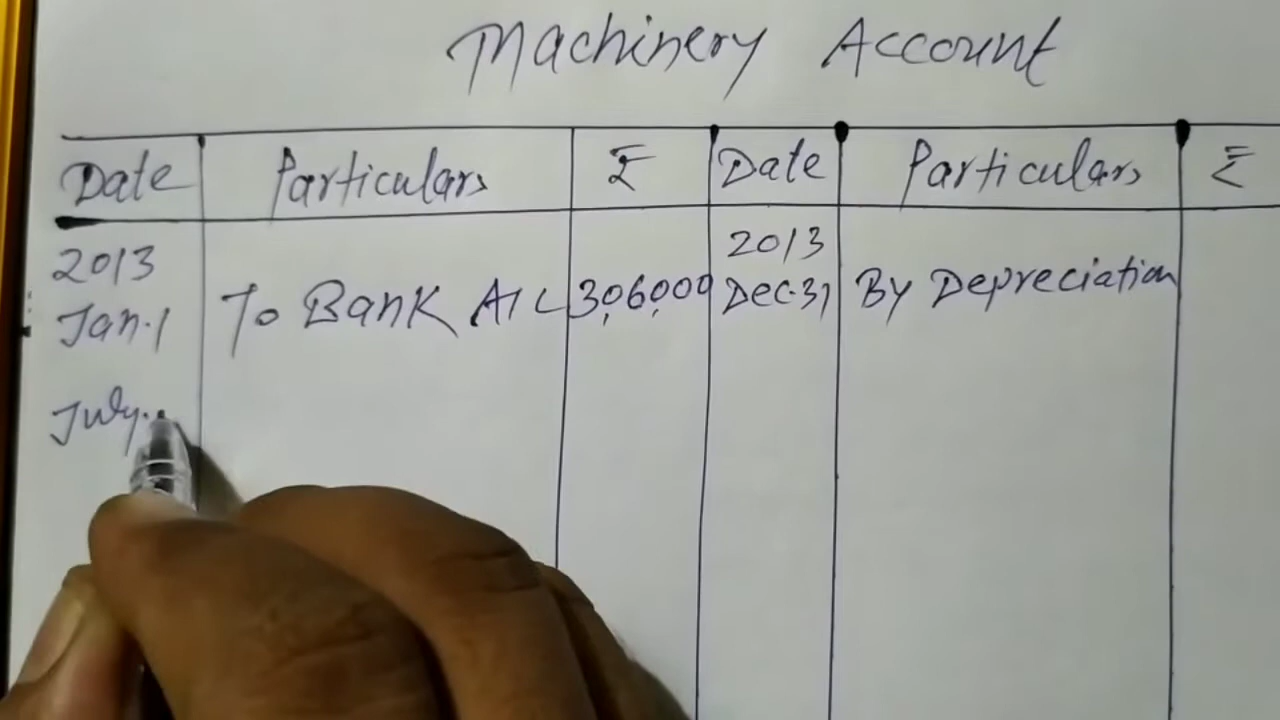 Machinery Account
Date Particulars ₹ Date Particulars ₹
2013 2013
Jan.1 To Bank A/C 3,06,000 Dec.31 By Depreciation
July.